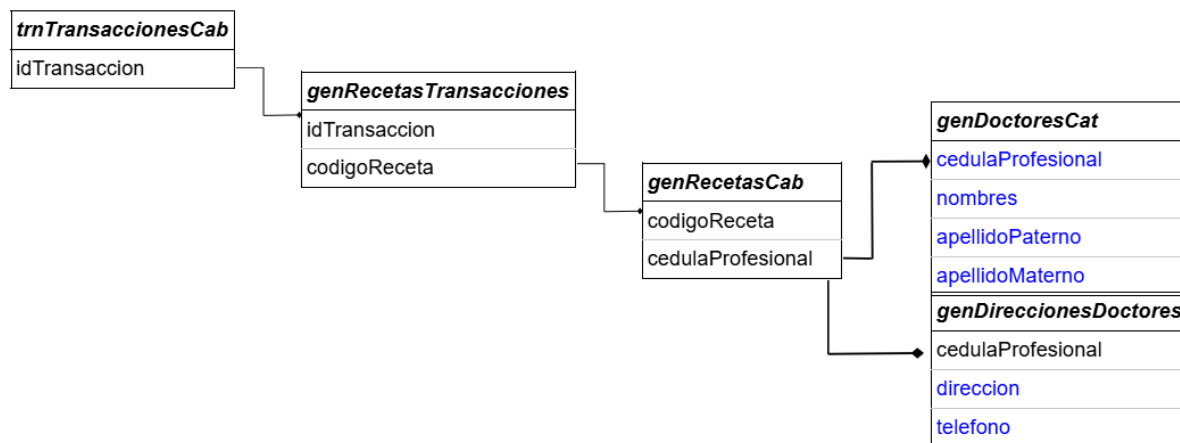 trnTransaccionesCab
idTransaccion
genRecetasTransacciones
idTransaccion
codigoReceta
genRecetasCab
codigoReceta
cedulaProfesional
genDoctoresCat
cedulaProfesional
nombres
apellidoPaterno
apellidoMaterno
genDireccionesDoctores
cedulaProfesional
direccion
telefono